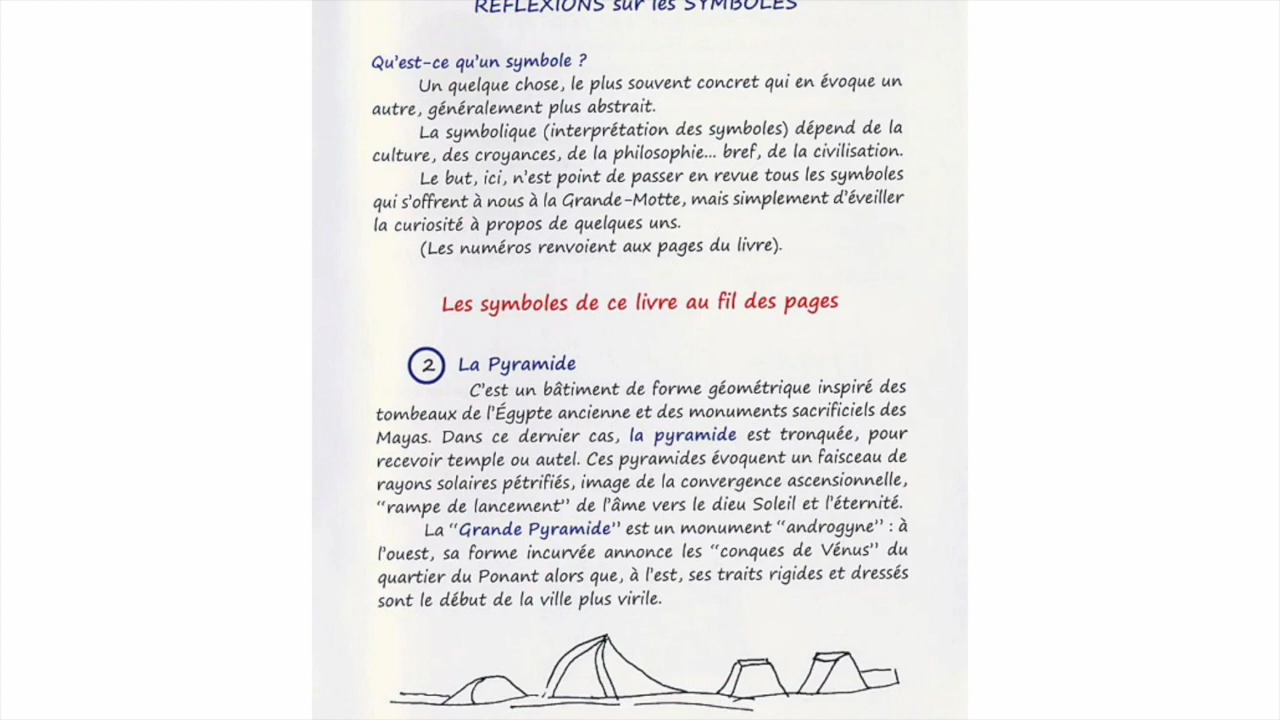 RÉFLEXIONS sur les SYMBOLES
Qu'est-ce qu'un symbole ?
Un quelque chose, le plus souvent concret qui en évoque un
autre, généralement plus abstrait.
La symbolique (interprétation des symboles) dépend de la
culture, des croyances, de la philosophie... bref, de la civilisation.
Le but, ici, n'est point de passer en revue tous les symboles
qui s'offrent à nous à la Grande-Motte, mais simplement d'éveiller
la curiosité à propos de quelques uns.
(Les numéros renvoient aux pages du livre).
Les symboles de ce livre au fil des pages
2 La Pyramide
C'est un bâtiment de forme géométrique inspiré des
tombeaux de l'Égypte ancienne et des monuments sacrificiels des
Mayas. Dans ce dernier cas, la pyramide est tronquée, pour
recevoir temple ou autel. Ces pyramides évoquent un faisceau de
rayons solaires pétrifiés, image de la convergence ascensionnelle,
"rampe de lancement" de l'âme vers le dieu Soleil et l'éternité.
La "Grande Pyramide" est un monument "androgyne" : à
l'ouest, sa forme incurvée annonce les "conques de Vénus" du
quartier du Ponant alors que, à l'est, ses traits rigides et dressés
sont le début de la ville plus virile.